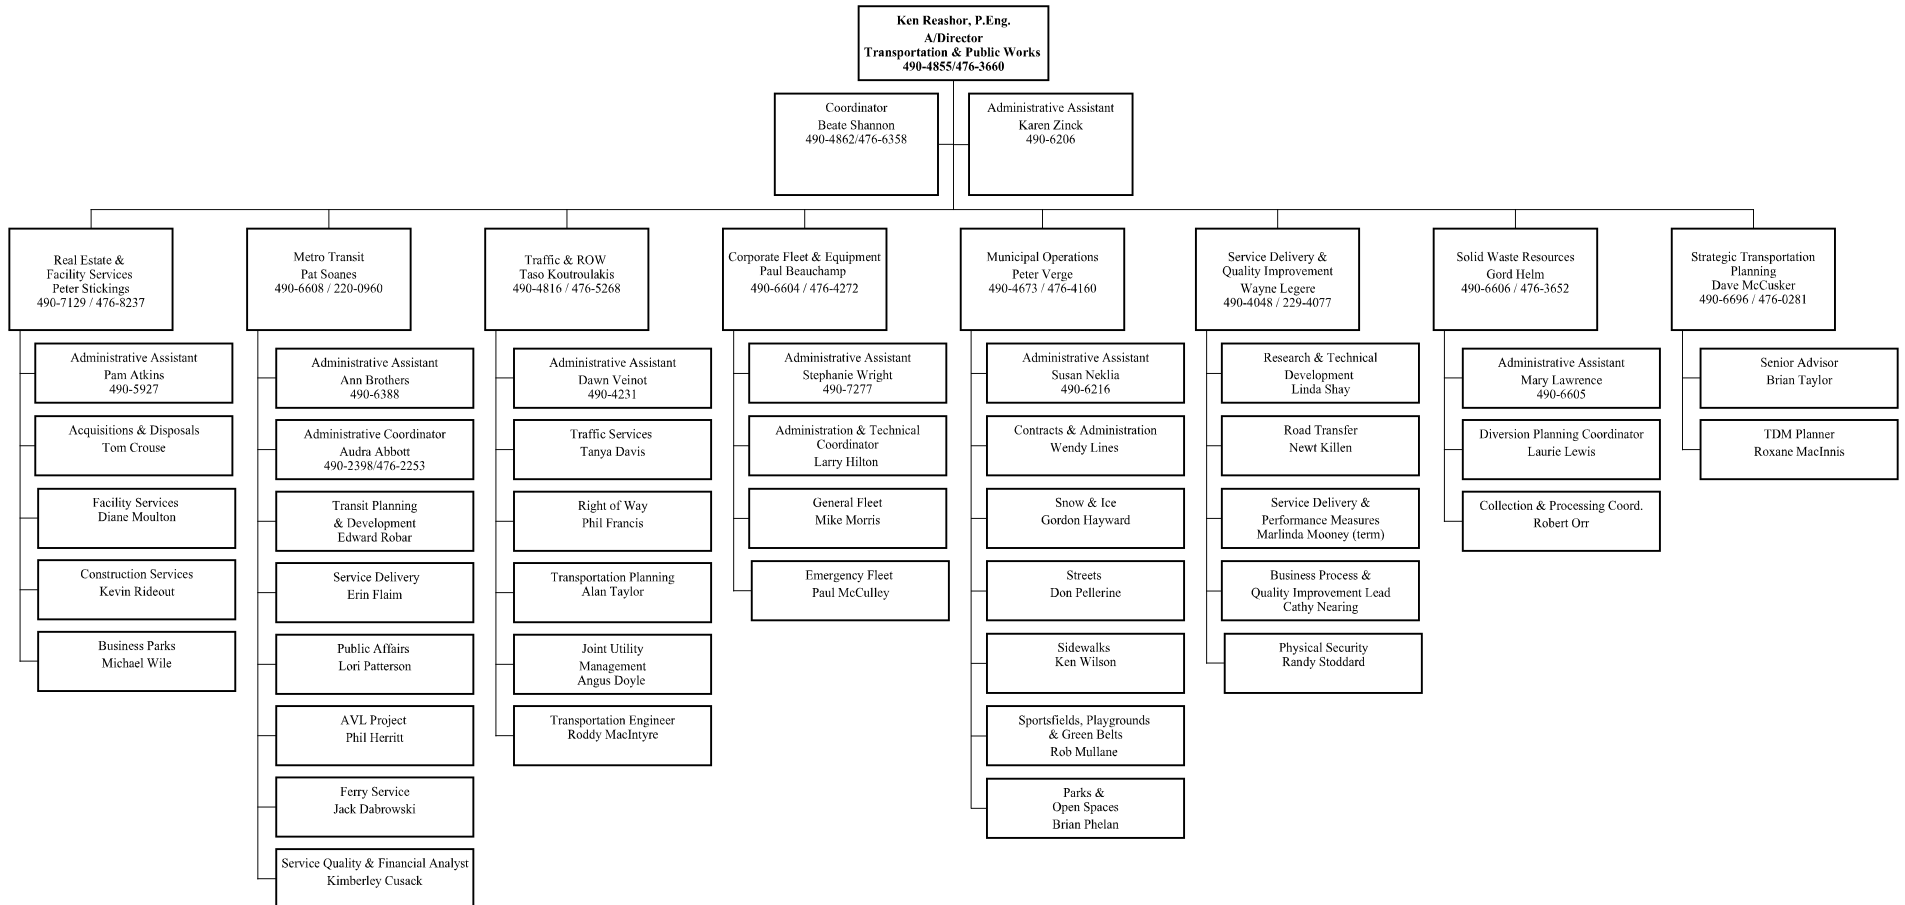 Ken Reashor, P.Eng.
A/Director
Transportation & Public Works
490-4855/476-3660
Coordinator
Beate Shannon
490-4862/476-6358
Administrative Assistant
Karen Zinck
490-6206
Real Estate &
Facility Services
Peter Stickings
490-7129 / 476-8237
Administrative Assistant
Pam Atkins
490-5927
Acquisitions & Disposals
Tom Crouse
Facility Services
Diane Moulton
Construction Services
Kevin Rideout
Business Parks
Michael Wile
Metro Transit
Pat Soanes
490-6608 / 220-0960
Administrative Assistant
Ann Brothers
490-6388
Administrative Coordinator
Audra Abbott
490-2398/476-2253
Transit Planning
& Development
Edward Robar
Service Delivery
Erin Flaim
Public Affairs
Lori Patterson
AVL Project
Phil Herritt
Ferry Service
Jack Dabrowski
Service Quality & Financial Analyst
Kimberley Cusack
Traffic & ROW
Taso Koutroulakis
490-4816 / 476-5268
Administrative Assistant
Dawn Veinot
490-4231
Traffic Services
Tanya Davis
Right of Way
Phil Francis
Transportation Planning
Alan Taylor
Joint Utility
Management
Angus Doyle
Transportation Engineer
Roddy MacIntyre
Corporate Fleet & Equipment
Paul Beauchamp
490-6604 / 476-4272
Administrative Assistant
Stephanie Wright
490-7277
Administration & Technical
Coordinator
Larry Hilton
General Fleet
Mike Morris
Emergency Fleet
Paul McCulley
Municipal Operations
Peter Verge
490-4673 / 476-4160
Administrative Assistant
Susan Neklia
490-6216
Contracts & Administration
Wendy Lines
Snow & Ice
Gordon Hayward
Streets
Don Pellerine
Sidewalks
Ken Wilson
Sportsfields, Playgrounds
& Green Belts
Rob Mullane
Parks &
Open Spaces
Brian Phelan
Service Delivery &
Quality Improvement
Wayne Legere
490-4048 / 229-4077
Research & Technical
Development
Linda Shay
Road Transfer
Newt Killen
Service Delivery &
Performance Measures
Marlinda Mooney (term)
Business Process &
Quality Improvement Lead
Cathy Nearing
Physical Security
Randy Stoddard
Solid Waste Resources
Gord Helm
490-6606 / 476-3652
Administrative Assistant
Mary Lawrence
490-6605
Diversion Planning Coordinator
Laurie Lewis
Collection & Processing Coord.
Robert Orr
Strategic Transportation
Planning
Dave McCusker
490-6696 / 476-0281
Senior Advisor
Brian Taylor
TDM Planner
Roxane MacInnis